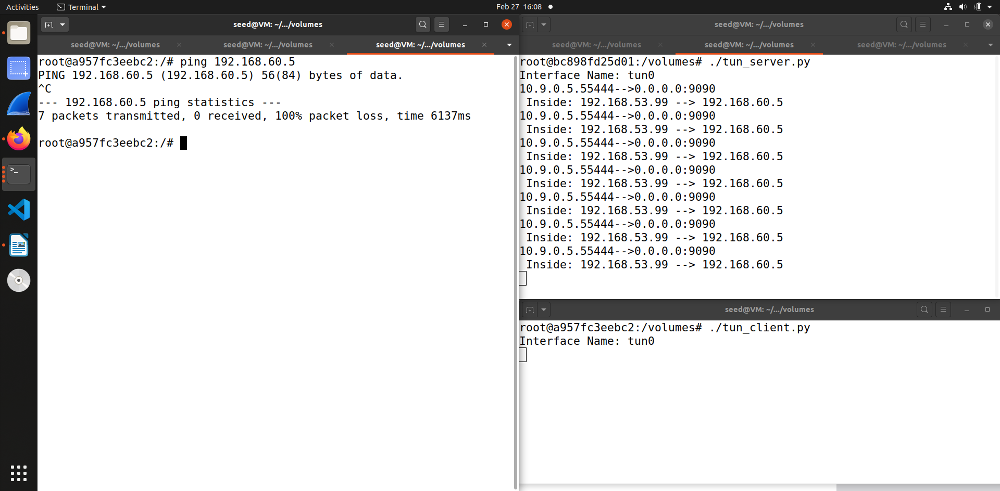 Activities
Terminal
Feb 27 16:08
seed@VM: ~/.../volumes
seed@VM: ~/.../volumes
seed@VM: ~/.../volumes
seed@VM: ~/.../volumes
root@a957fc3eebc2:/# ping 192.168.60.5
PING 192.168.60.5 (192.168.60.5) 56(84) bytes of data.
^C
--- 192.168.60.5 ping statistics ---
7 packets transmitted, 0 received, 100% packet loss, time 6137ms
root@a957fc3eebc2:/#
seed@VM: ~/.../volumes
seed@VM: ~/.../volumes
seed@VM: ~/.../volumes
seed@VM: ~/.../volumes
root@bc898fd25d01:/volumes# ./tun_server.py
Interface Name: tun0
10.9.0.5.55444-->0.0.0.0:9090
Inside: 192.168.53.99 --> 192.168.60.5
10.9.0.5.55444-->0.0.0.0:9090
Inside: 192.168.53.99 --> 192.168.60.5
10.9.0.5.55444-->0.0.0.0:9090
Inside: 192.168.53.99 --> 192.168.60.5
10.9.0.5.55444-->0.0.0.0:9090
Inside: 192.168.53.99 --> 192.168.60.5
10.9.0.5.55444-->0.0.0.0:9090
Inside: 192.168.53.99 --> 192.168.60.5
10.9.0.5.55444-->0.0.0.0:9090
Inside: 192.168.53.99 --> 192.168.60.5
10.9.0.5.55444-->0.0.0.0:9090
Inside: 192.168.53.99 --> 192.168.60.5
seed@VM: ~/.../volumes
root@a957fc3eebc2:/volumes# ./tun_client.py
Interface Name: tun0